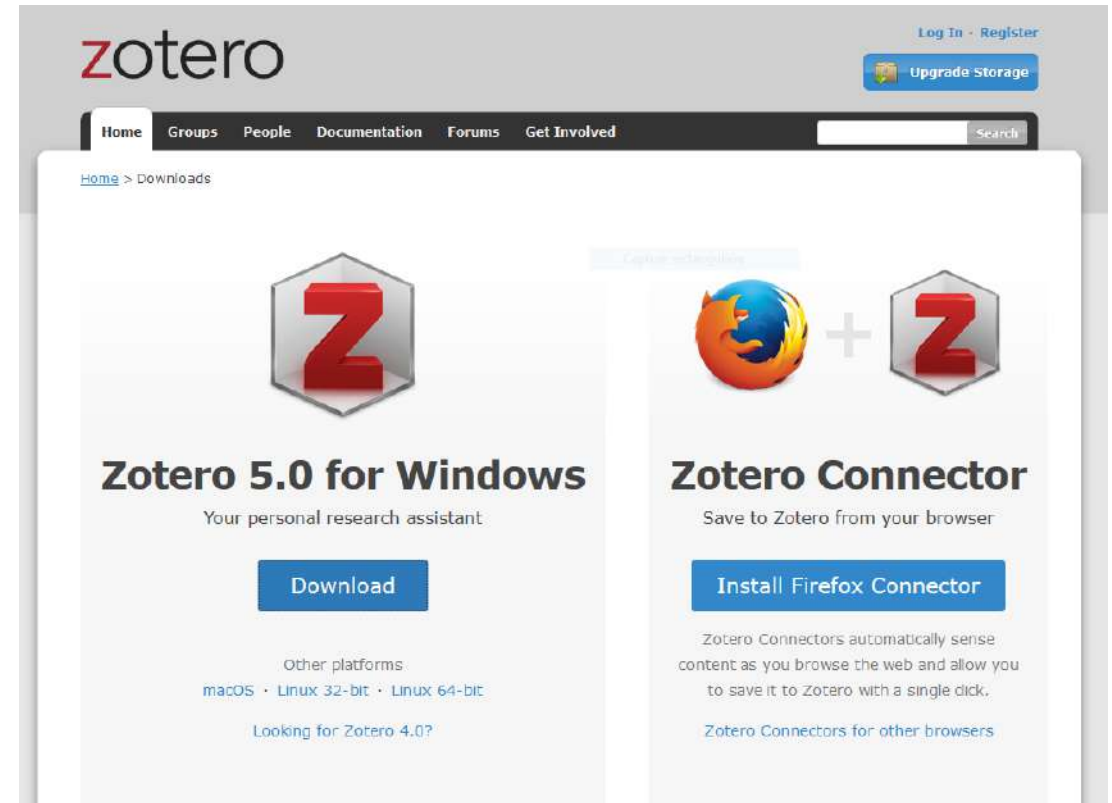 zotero
Log In · Register
Upgrade Storage
Home Groups People Documentation Forums Get Involved
Search
Home > Downloads
Z
Z
Zotero 5.0 for Windows
Your personal research assistant
Download
Other platforms
macOS · Linux 32-bit · Linux 64-bit
Looking for Zotero 4.0?
Zotero Connector
Save to Zotero from your browser
Install Firefox Connector
Zotero Connectors automatically sense
content as you browse the web and allow you
to save it to Zotero with a single click.
Zotero Connectors for other browsers